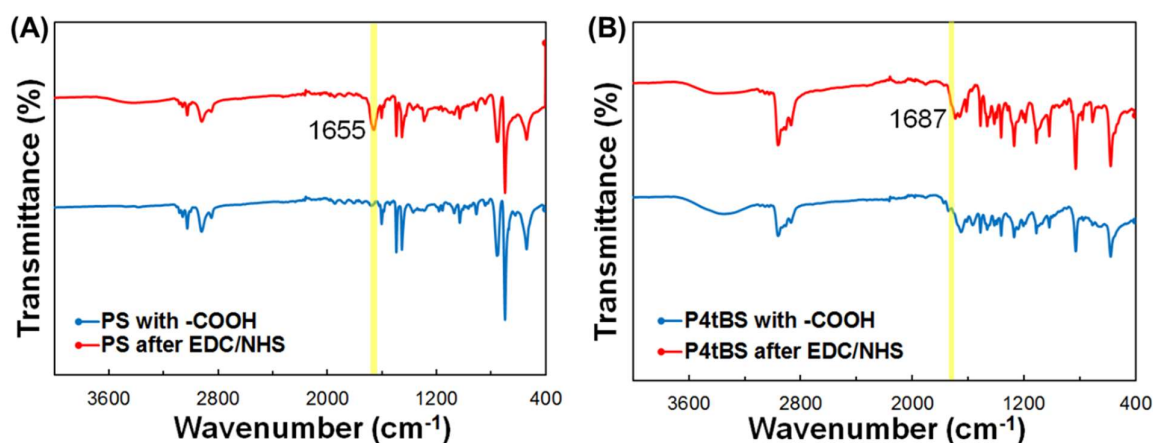 (A)
Transmittance (%)
1655
PS with -COOH
PS after EDC/NHS
3600 2800 2000 1200 400
Wavenumber (cm-1)
(B)
Transmittance (%)
1687
P4tBS with -COOH
P4tBS after EDC/NHS
3600 2800 2000 1200 400
Wavenumber (cm-1)